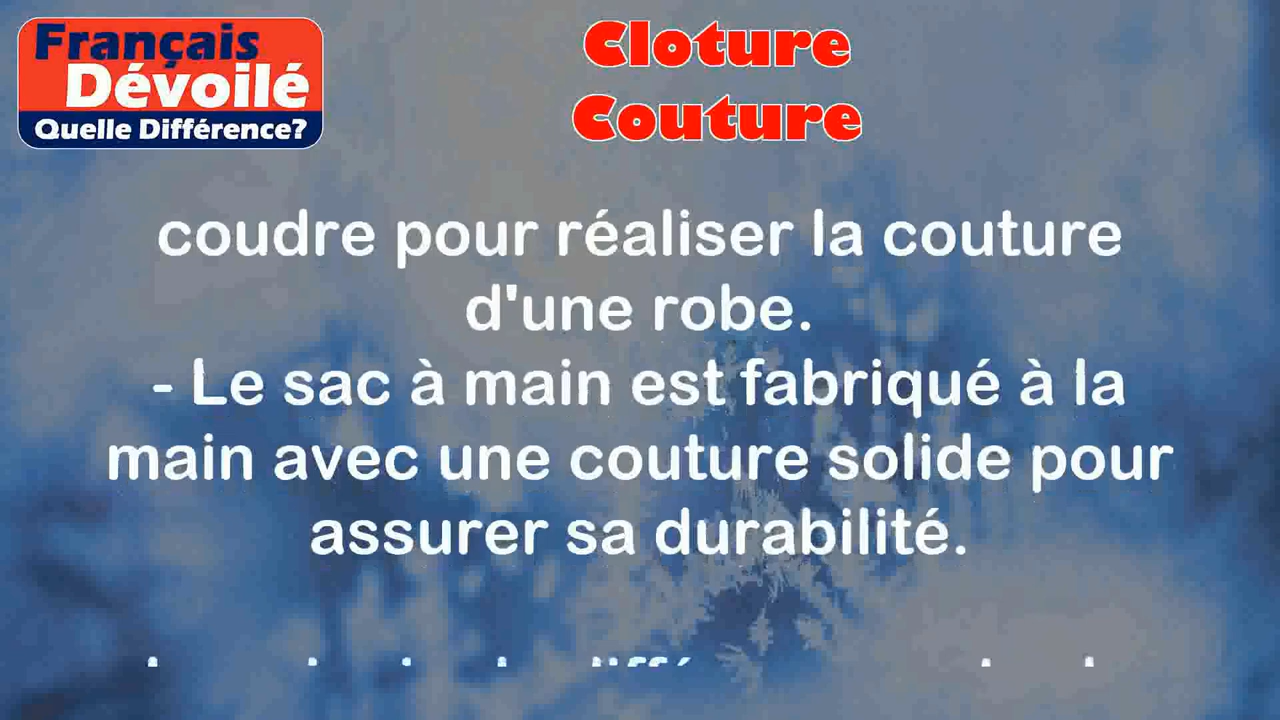 Français
Dévoilé
Quelle Différence?
Cloture
Couture
coudre pour réaliser la couture
d'une robe.
- Le sac à main est fabriqué à la
main avec une couture solide pour
assurer sa durabilité.